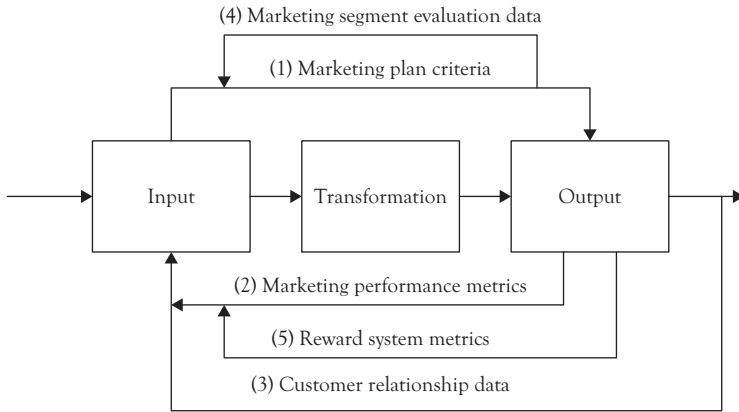 (4) Marketing segment evaluation data
(1) Marketing plan criteria
Input
Transformation
Output
(2) Marketing performance metrics
(5) Reward system metrics
(3) Customer relationship data